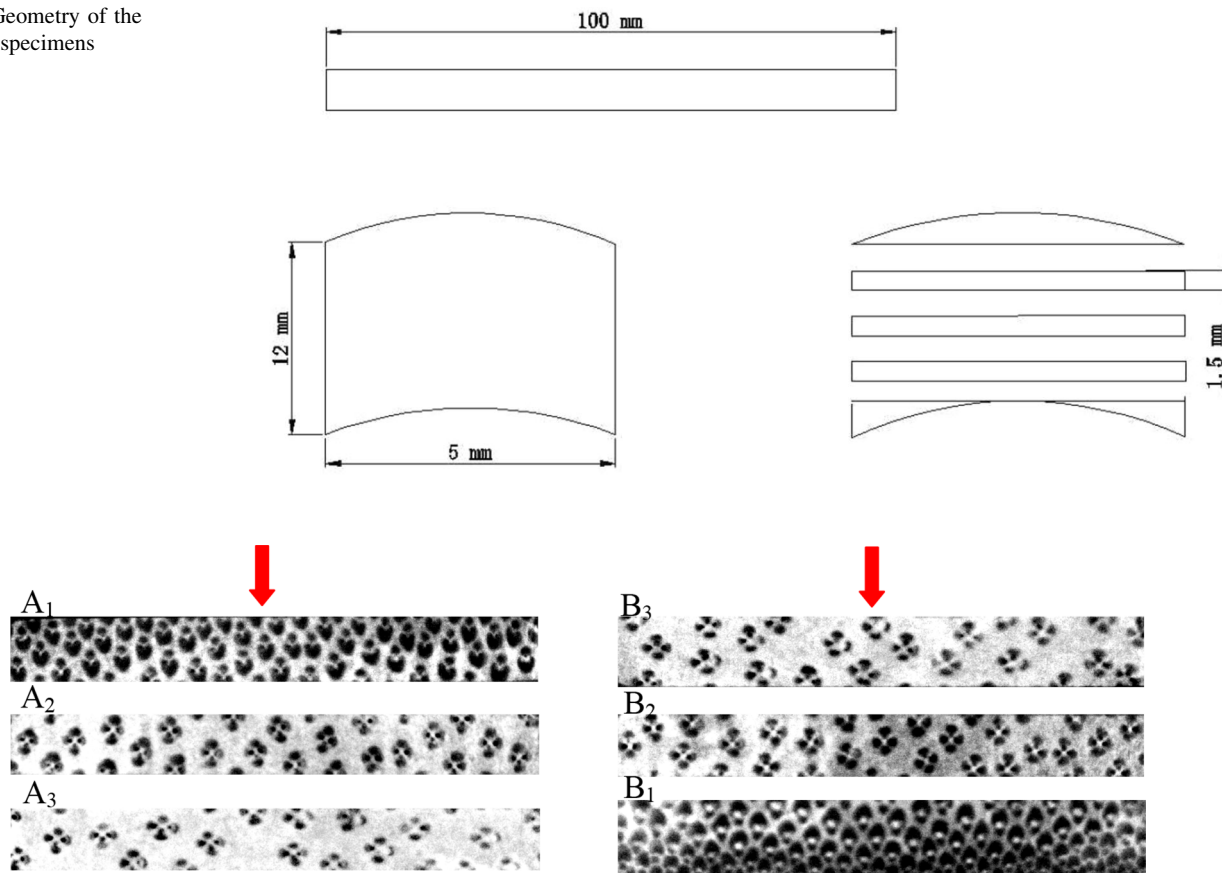 Geometry of the
specimens
100 mm
12 mm
5 mm
1.5 mm
A1
A2
A3
B3
B2
B1